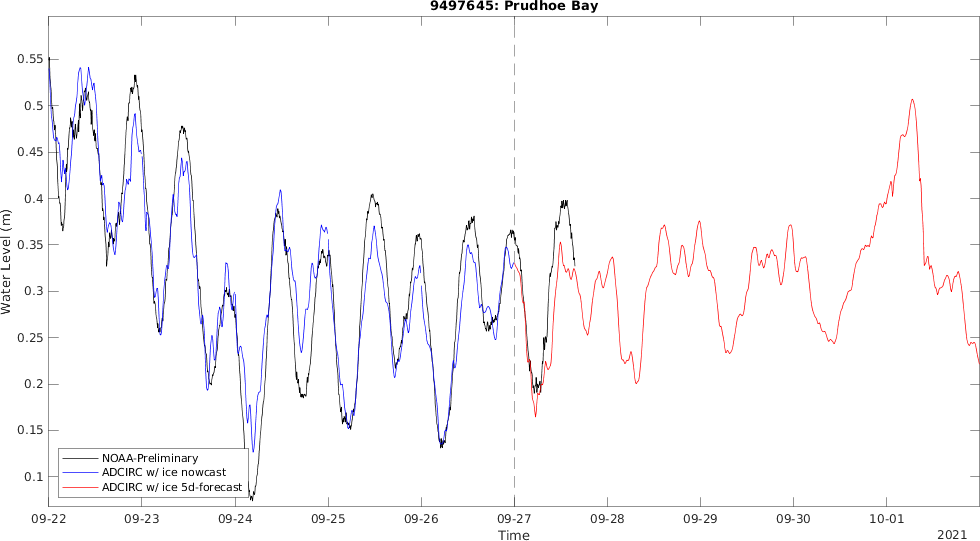 9497645: Prudhoe Bay
Water Level (m)
0.55
0.5
0.45
0.4
0.35
0.3
0.25
0.2
0.15
0.1
NOAA-Preliminary
ADCIRC w/ ice nowcast
ADCIRC w/ ice 5d-forecast
09-22 09-23 09-24 09-25 09-26 09-27 09-28 09-29 09-30 10-01
Time
2021